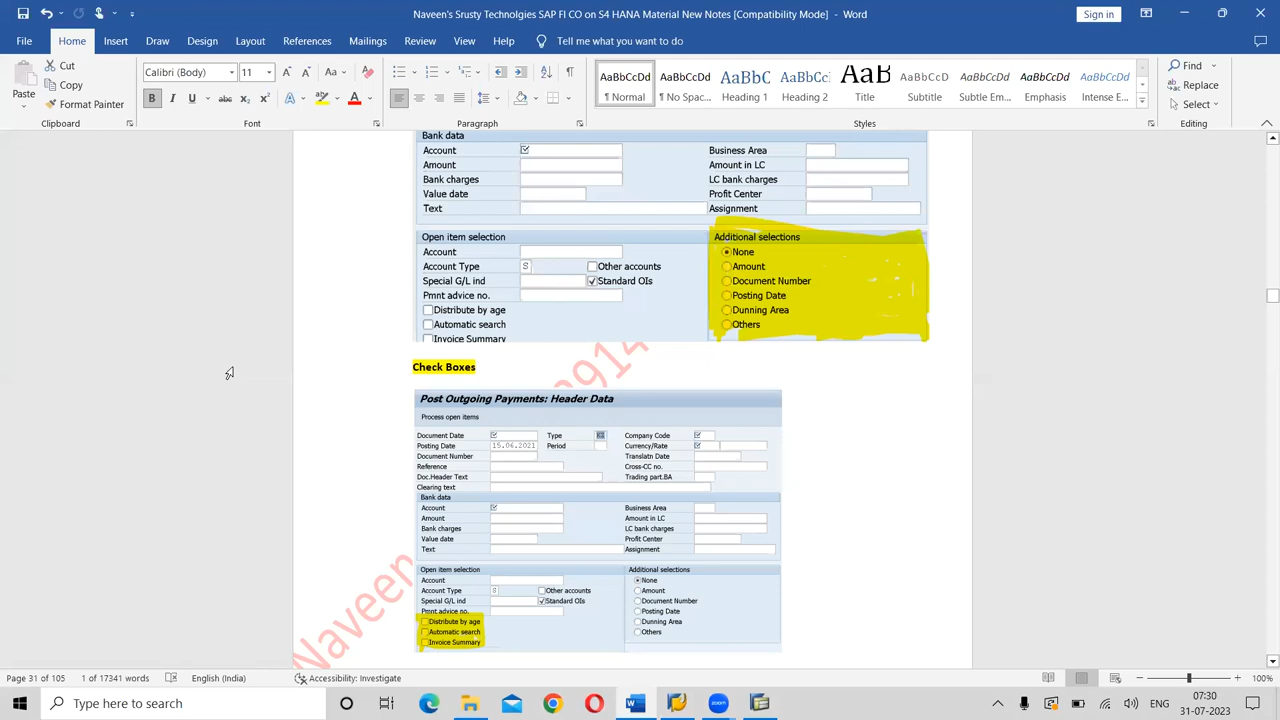 Naveen's Search Technolgies SAP FI CO on S4 Material New Notes [Compatibility Mode] - Word
Sign in
File Home Insert Draw Design Layout References Mailings Review View Help Tell me what you want to do
Paste
Cut
Copy
Format Painter
Calibri (Body) 11
AaBbCcDd AaBbCcDd AaBbC AaBbCc AaB AaBbCcD AaBbCcDd AaBbCcDd AaBbCcDd
¶ Normal ¶ No Spac... Heading 1 Heading 2 Title Subtitle Subtle Em... Emphasis Intense E...
Find
Replace
Select
Clipboard Font Paragraph Styles Editing
Bank data
Account Business Area
Amount Amount in LC
Bank charges LC bank charges
Value date Profit Center
Text Assignment
Open item selection Additional selections
Account None
Account Type S Other accounts Amount
Special G/L ind Standard OIs Document Number
Pmnt advice no. Posting Date
Distribute by age Dunning Area
Automatic search Others
Invoice Summary
Check Boxes
Post Outgoing Payments: Header Data
Process open items
Document Date Type Company Code
Posting Date 15.06.2021 Period Currency/Rate
Document Number Translatn Date
Reference Cross-CC no.
Doc.Header Text Trading part.BA
Clearing text
Bank data
Account Business Area
Amount Amount in LC
Bank charges LC bank charges
Value date Profit Center
Text Assignment
Open item selection Additional selections
Account None
Account Type S Other accounts Amount
Special G/L ind Standard OIs Document Number
Pmnt advice no. Posting Date
Distribute by age Dunning Area
Automatic search Others
Invoice Summary
Naveen
8914
Page 31 of 105 1 of 17341 words English (India) Accessibility: Investigate 100%
Type here to search
07:30
31-07-2023